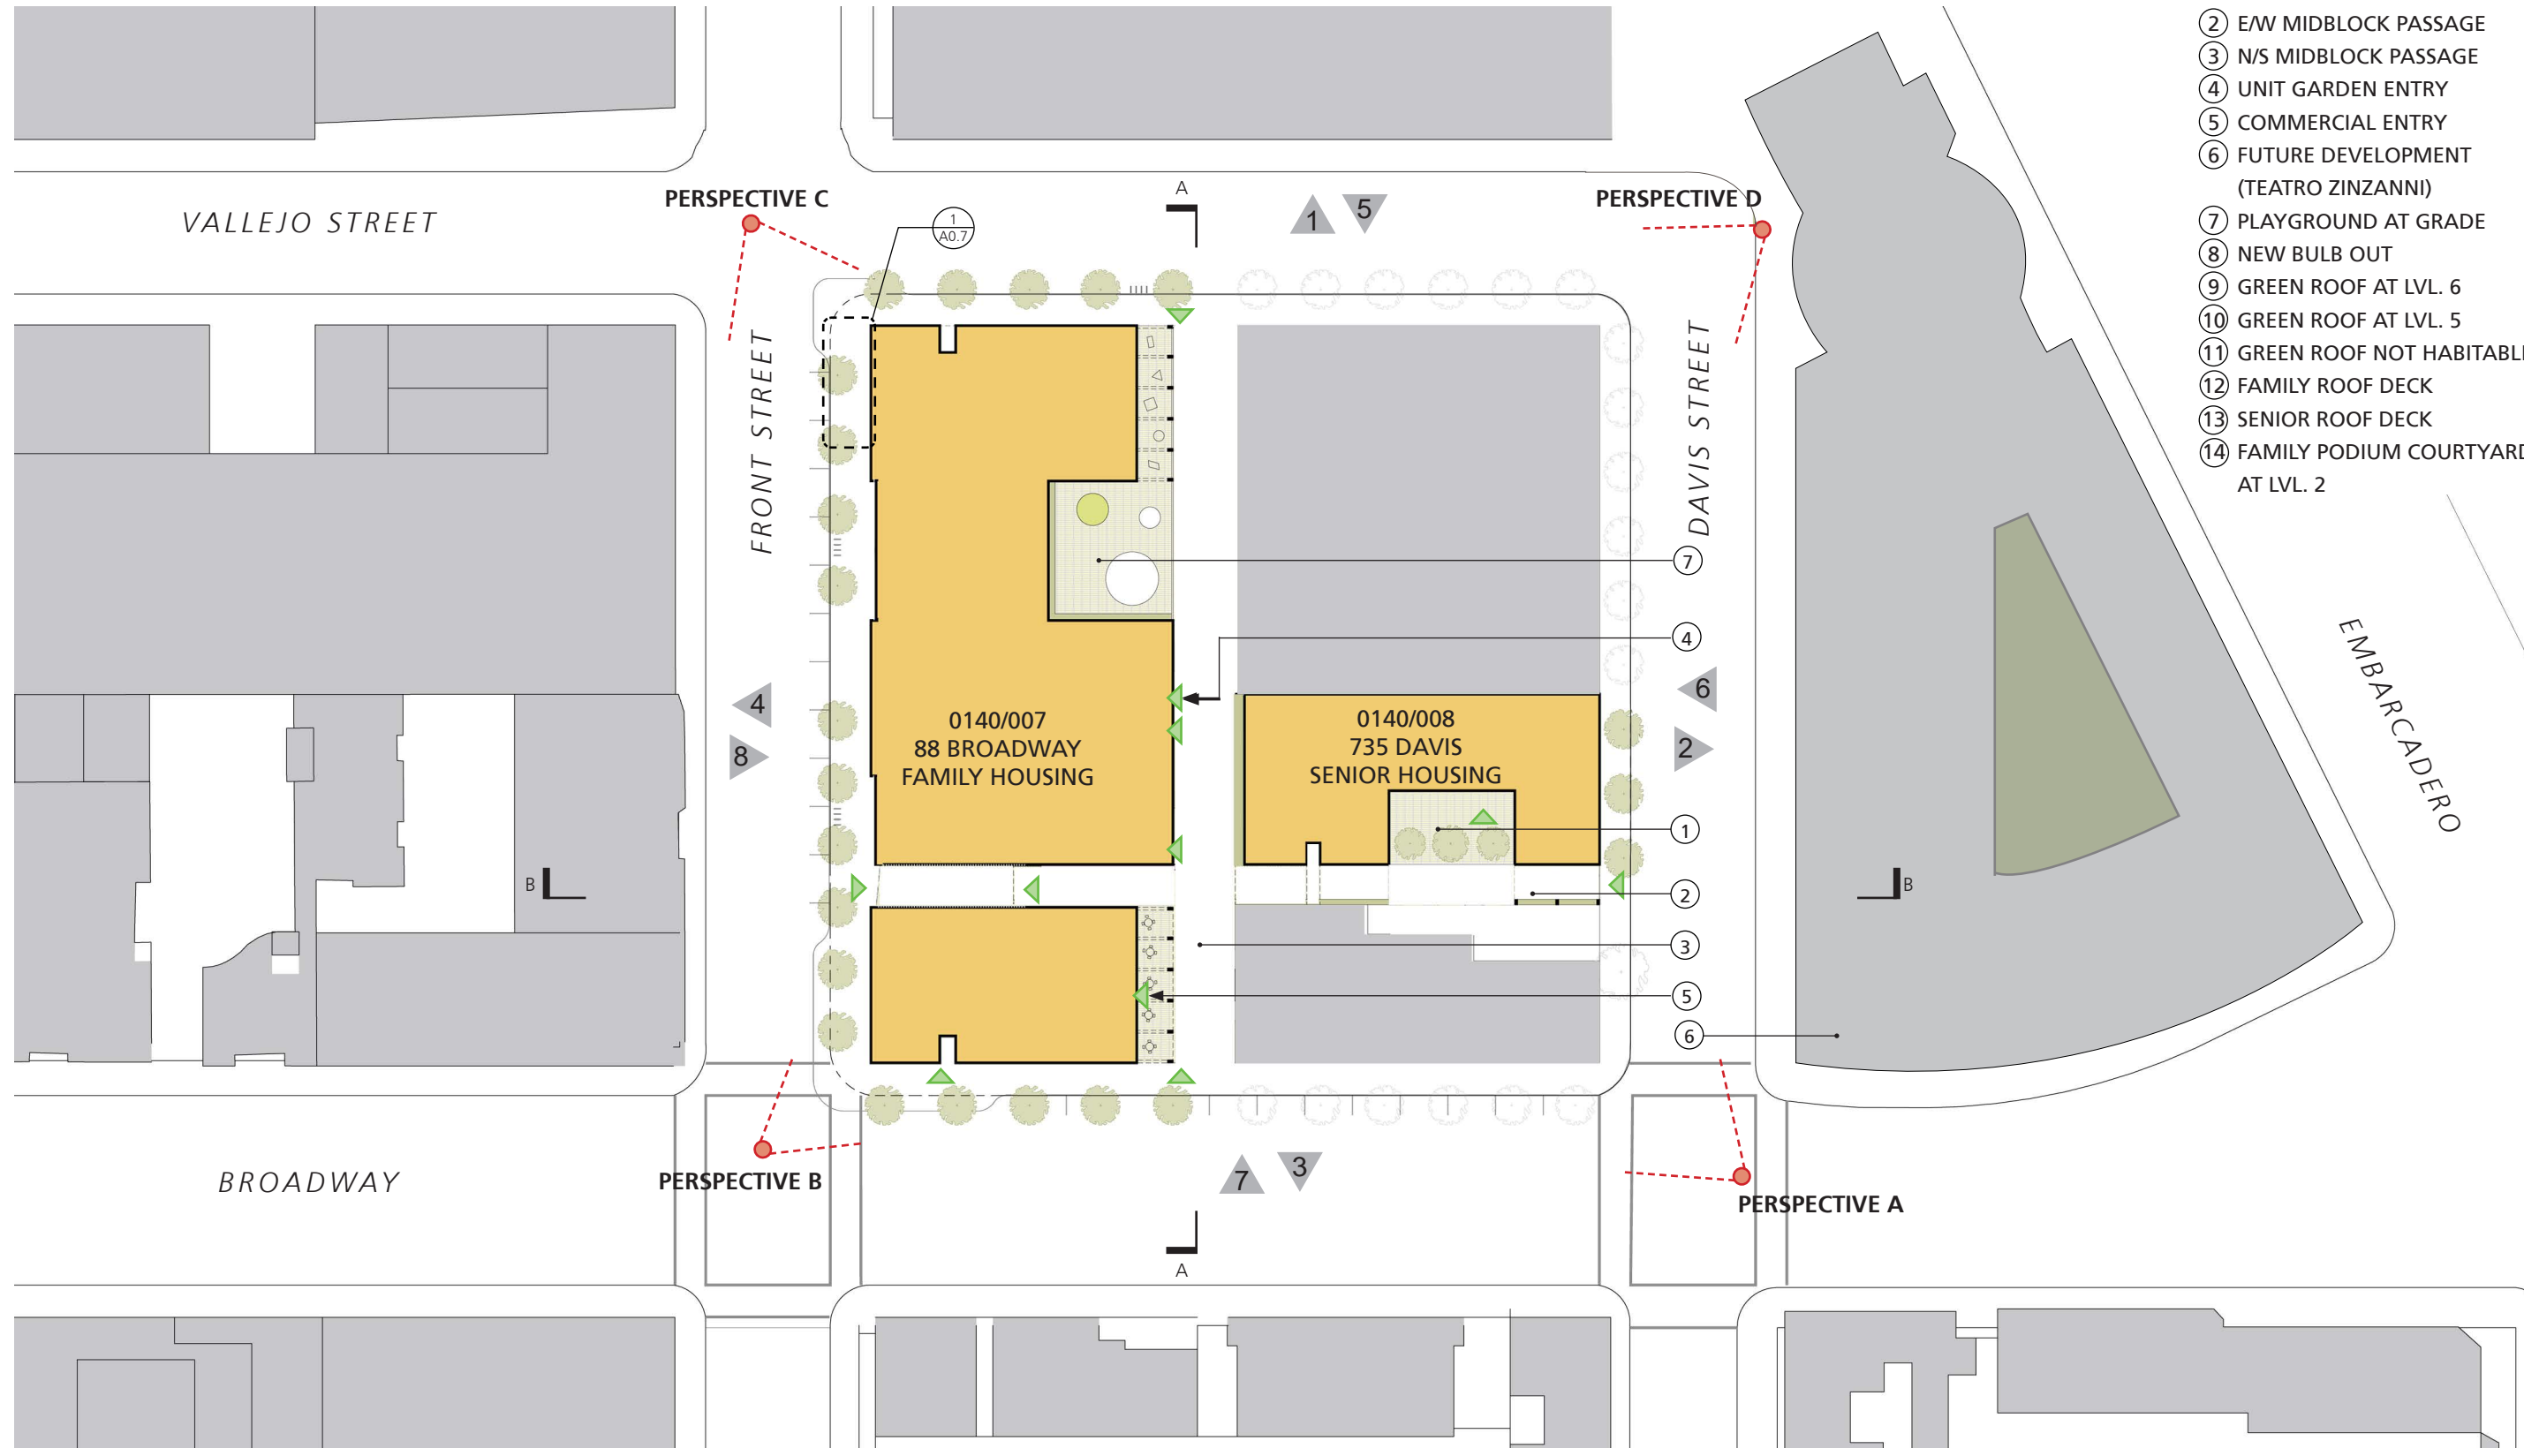 2 E/W MIDBLOCK PASSAGE
3 N/S MIDBLOCK PASSAGE
4 UNIT GARDEN ENTRY
5 COMMERCIAL ENTRY
6 FUTURE DEVELOPMENT
(TEATRO ZINZANNI)
7 PLAYGROUND AT GRADE
8 NEW BULB OUT
9 GREEN ROOF AT LVL. 6
10 GREEN ROOF AT LVL. 5
11 GREEN ROOF NOT HABITABLE
12 FAMILY ROOF DECK
13 SENIOR ROOF DECK
14 FAMILY PODIUM COURTYARD
AT LVL. 2
PERSPECTIVE C
A
PERSPECTIVE D
VALLEJO STREET
1
A0.7
1
5
FRONT STREET
DAVIS STREET
7
4
EMBARCADERO
4
8
0140/007
88 BROADWAY
FAMILY HOUSING
0140/008
735 DAVIS
SENIOR HOUSING
6
2
1
B
B
2
3
5
6
BROADWAY
PERSPECTIVE B
7
3
PERSPECTIVE A
A